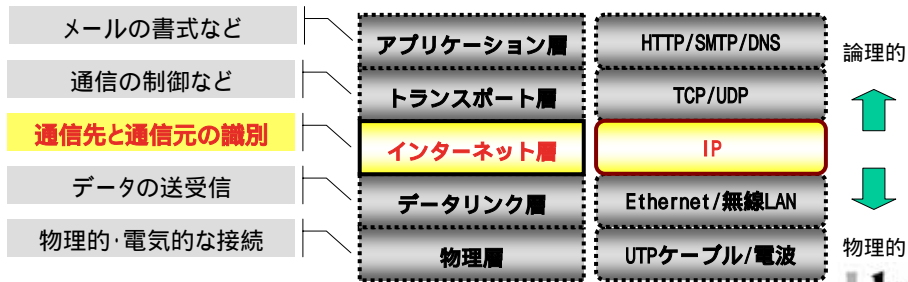 メールの書式など
アプリケーション層
HTTP/SMTP/DNS
論理的
通信の制御など
トランスポート層
TCP/UDP
通信先と通信元の識別
インターネット層
IP
データの送受信
データリンク層
Ethernet/無線LAN
物理的・電気的な接続
物理層
UTPケーブル/電波
物理的